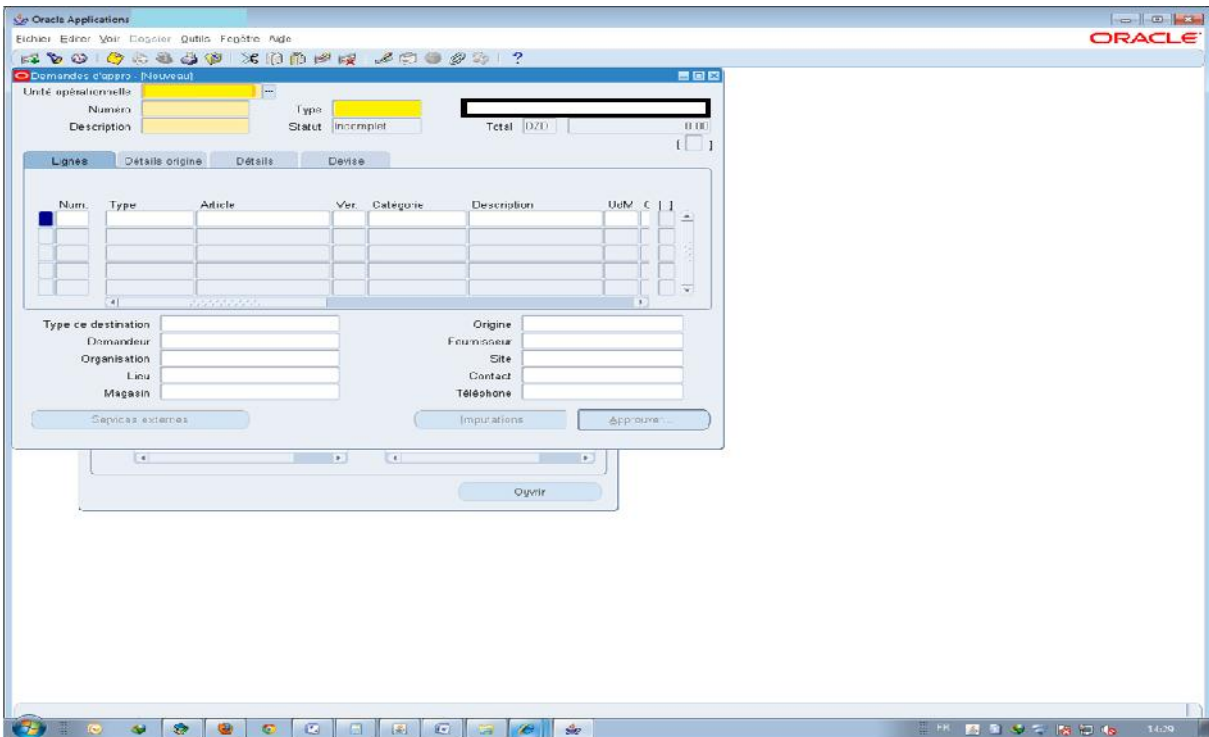 Oracle Applications
Fichier Editer Voir Dossier Outils Fenêtre Aide
ORACLE
Demandes d'appro - [Nouveau]
Unité opérationnelle
Numéro Type
Description Statut Incomplet Total DZD 0.00
[ ]
Lignes Détails origine Détails Devise
Num. Type Article Ver. Catégorie Description UdM C [ ]
Type de destination Origine
Demandeur Fournisseur
Organisation Site
Lieu Contact
Magasin Téléphone
Services externes Imputations Approuver...
Ouvrir
FR 14:29